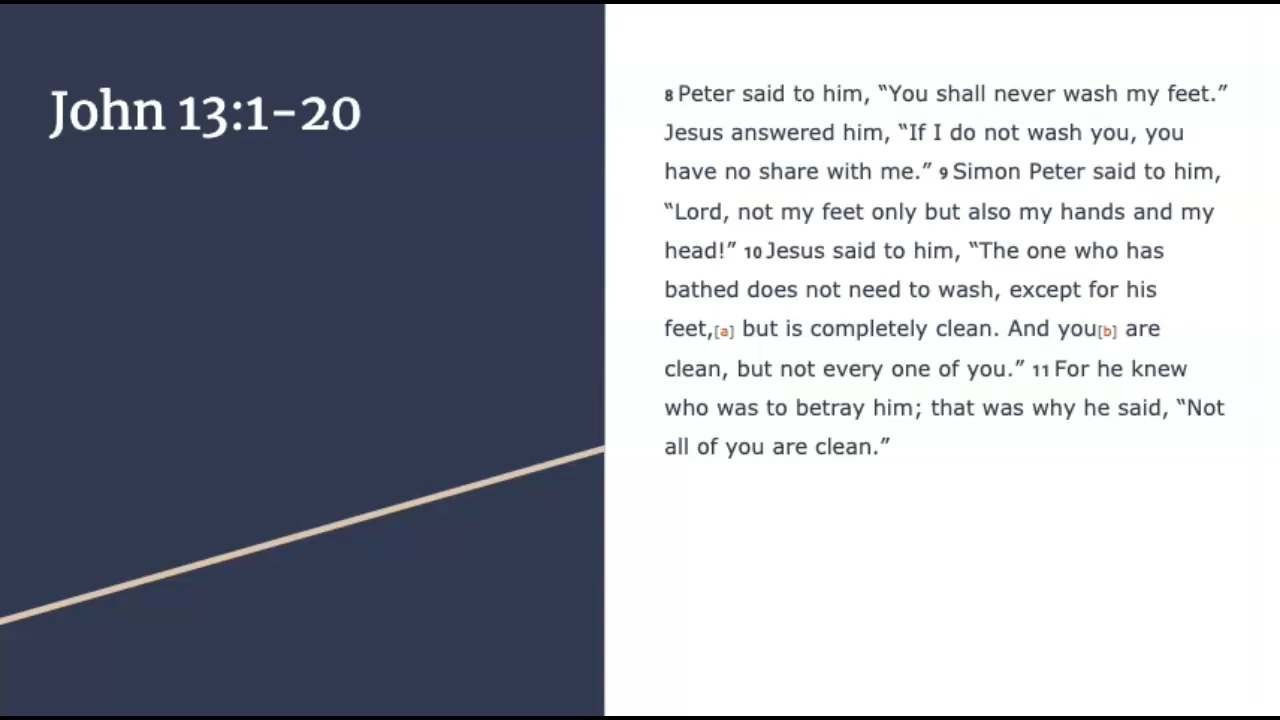 John 13:1-20
8 Peter said to him, “You shall never wash my feet.”
Jesus answered him, “If I do not wash you, you
have no share with me.” 9 Simon Peter said to him,
“Lord, not my feet only but also my hands and my
head!” 10 Jesus said to him, “The one who has
bathed does not need to wash, except for his
feet,[a] but is completely clean. And you[b] are
clean, but not every one of you.” 11 For he knew
who was to betray him; that was why he said, “Not
all of you are clean.”